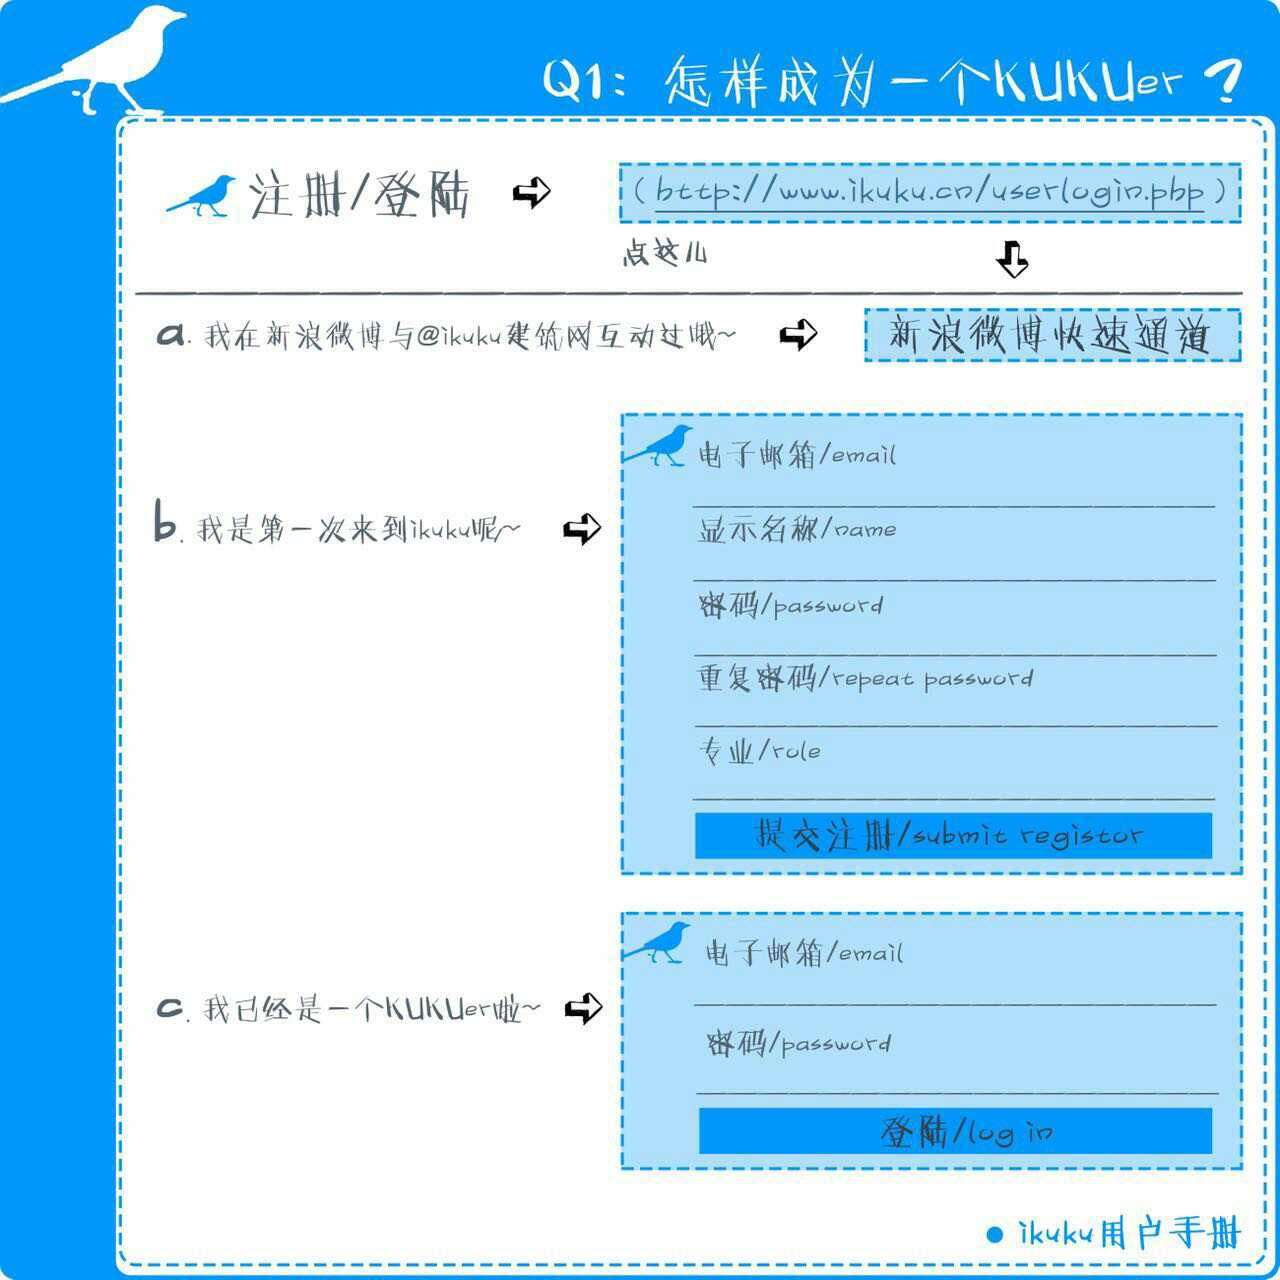 Q1：怎样成为一个KUKUer？
注册/登陆
（http://www.ikuku.cn/userlogin.php）
点这儿
a. 我在新浪微博与@ikuku建筑网互动过哦~
新浪微博快速通道
b. 我是第一次来到ikuku呢~
电子邮箱/email
显示名称/name
密码/password
重复密码/repeat password
专业/role
提交注册/submit registor
c. 我已经是一个KUKUer啦~
电子邮箱/email
密码/password
登陆/log in
ikuku用户手册